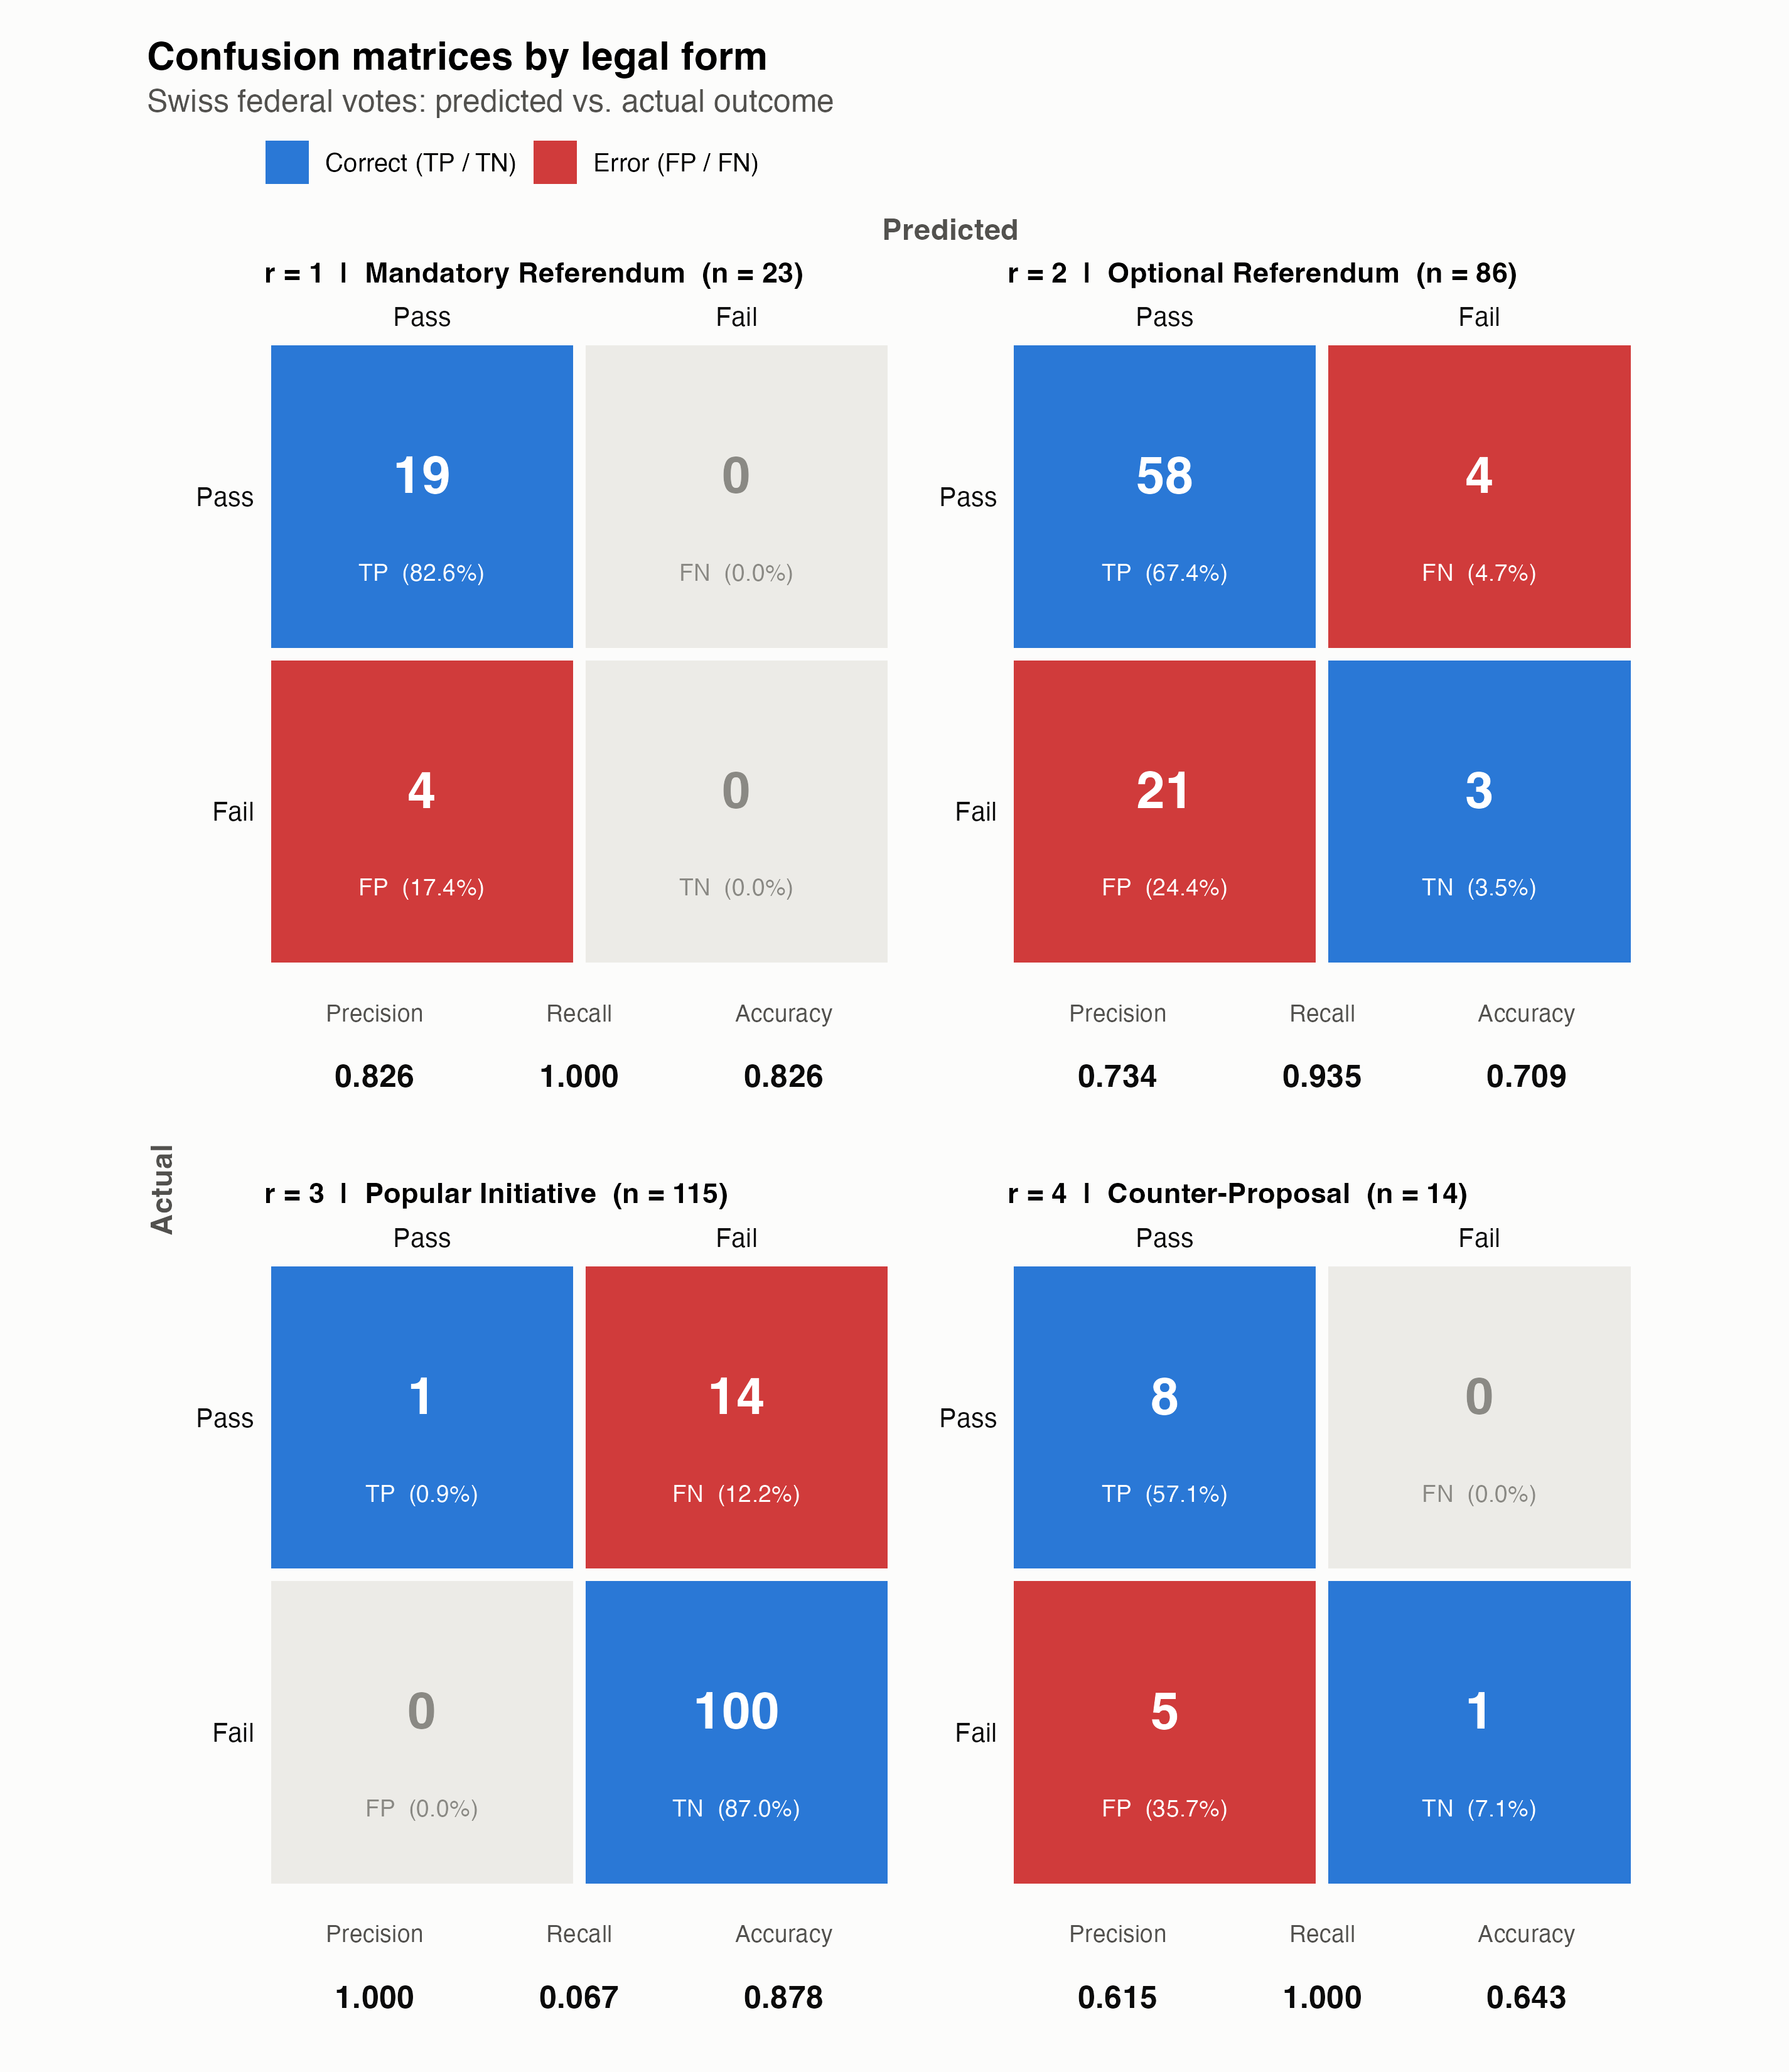 Confusion matrices by legal form
Swiss federal votes: predicted vs. actual outcome
Correct (TP / TN) Error (FP / FN)
Predicted
Actual
r = 1 | Mandatory Referendum (n = 23)
Pass Fail
Pass
19
TP (82.6%)
0
FN (0.0%)
Fail
4
FP (17.4%)
0
TN (0.0%)
Precision Recall Accuracy
0.826 1.000 0.826
r = 2 | Optional Referendum (n = 86)
Pass Fail
Pass
58
TP (67.4%)
4
FN (4.7%)
Fail
21
FP (24.4%)
3
TN (3.5%)
Precision Recall Accuracy
0.734 0.935 0.709
r = 3 | Popular Initiative (n = 115)
Pass Fail
Pass
1
TP (0.9%)
14
FN (12.2%)
Fail
0
FP (0.0%)
100
TN (87.0%)
Precision Recall Accuracy
1.000 0.067 0.878
r = 4 | Counter-Proposal (n = 14)
Pass Fail
Pass
8
TP (57.1%)
0
FN (0.0%)
Fail
5
FP (35.7%)
1
TN (7.1%)
Precision Recall Accuracy
0.615 1.000 0.643